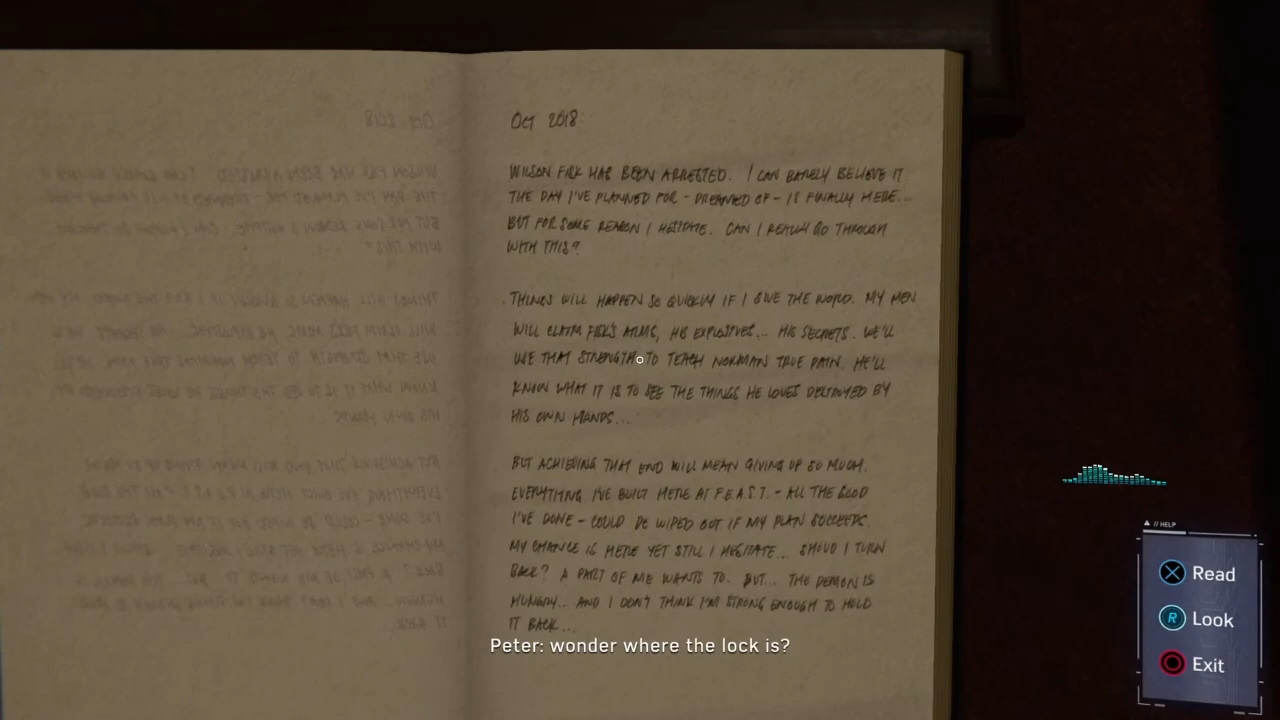 OCT 2018
WILSON FISK HAS BEEN ARRESTED. I CAN BARELY BELIEVE IT
THE DAY I'VE PLANNED FOR - DREAMED OF - IS FINALLY HERE...
BUT FOR SOME REASON I HESITATE. CAN I REALLY GO THROUGH
WITH THIS?
THINGS WILL HAPPEN SO QUICKLY IF I GIVE THE WORD. MY MEN
WILL CLAIM FISK'S ARMS, HIS EXPLOSIVES... HIS SECRETS. WE'LL
USE THAT STRENGTH TO TEACH NORMAN TRUE PAIN. HE'LL
KNOW WHAT IT IS TO SEE THE THINGS HE LOVES DESTROYED BY
HIS OWN HANDS...
BUT ACHIEVING THAT END WILL MEAN GIVING UP SO MUCH.
EVERYTHING I'VE BUILT HERE AT F.E.A.S.T. - ALL THE GOOD
I'VE DONE - COULD BE WIPED OUT IF MY PLAN SUCCEEDS.
MY CHANCE IS HERE YET STILL I HESITATE... SHOULD I TURN
BACK? A PART OF ME WANTS TO. BUT... THE DEMON IS
HUNGRY... AND I DON'T THINK I'M STRONG ENOUGH TO HOLD
IT BACK...
Peter: wonder where the lock is?
// HELP
Read
R Look
Exit